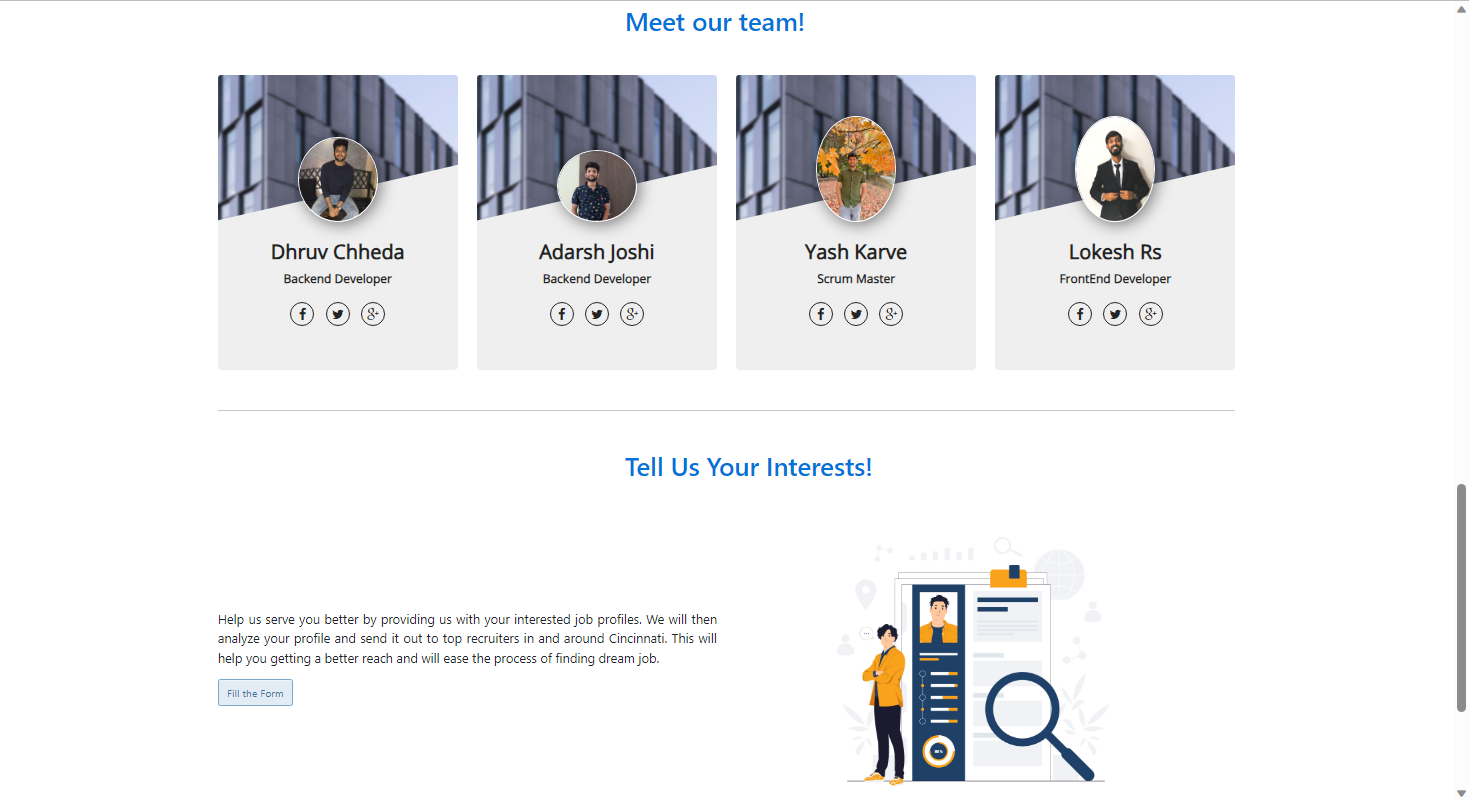 Meet our team!
Dhruv Chheda
Backend Developer
Adarsh Joshi
Backend Developer
Yash Karve
Scrum Master
Lokesh Rs
FrontEnd Developer
Tell Us Your Interests!
Help us serve you better by providing us with your interested job profiles. We will then
analyze your profile and send it out to top recruiters in and around Cincinnati. This will
help you getting a better reach and will ease the process of finding dream job.
Fill the Form